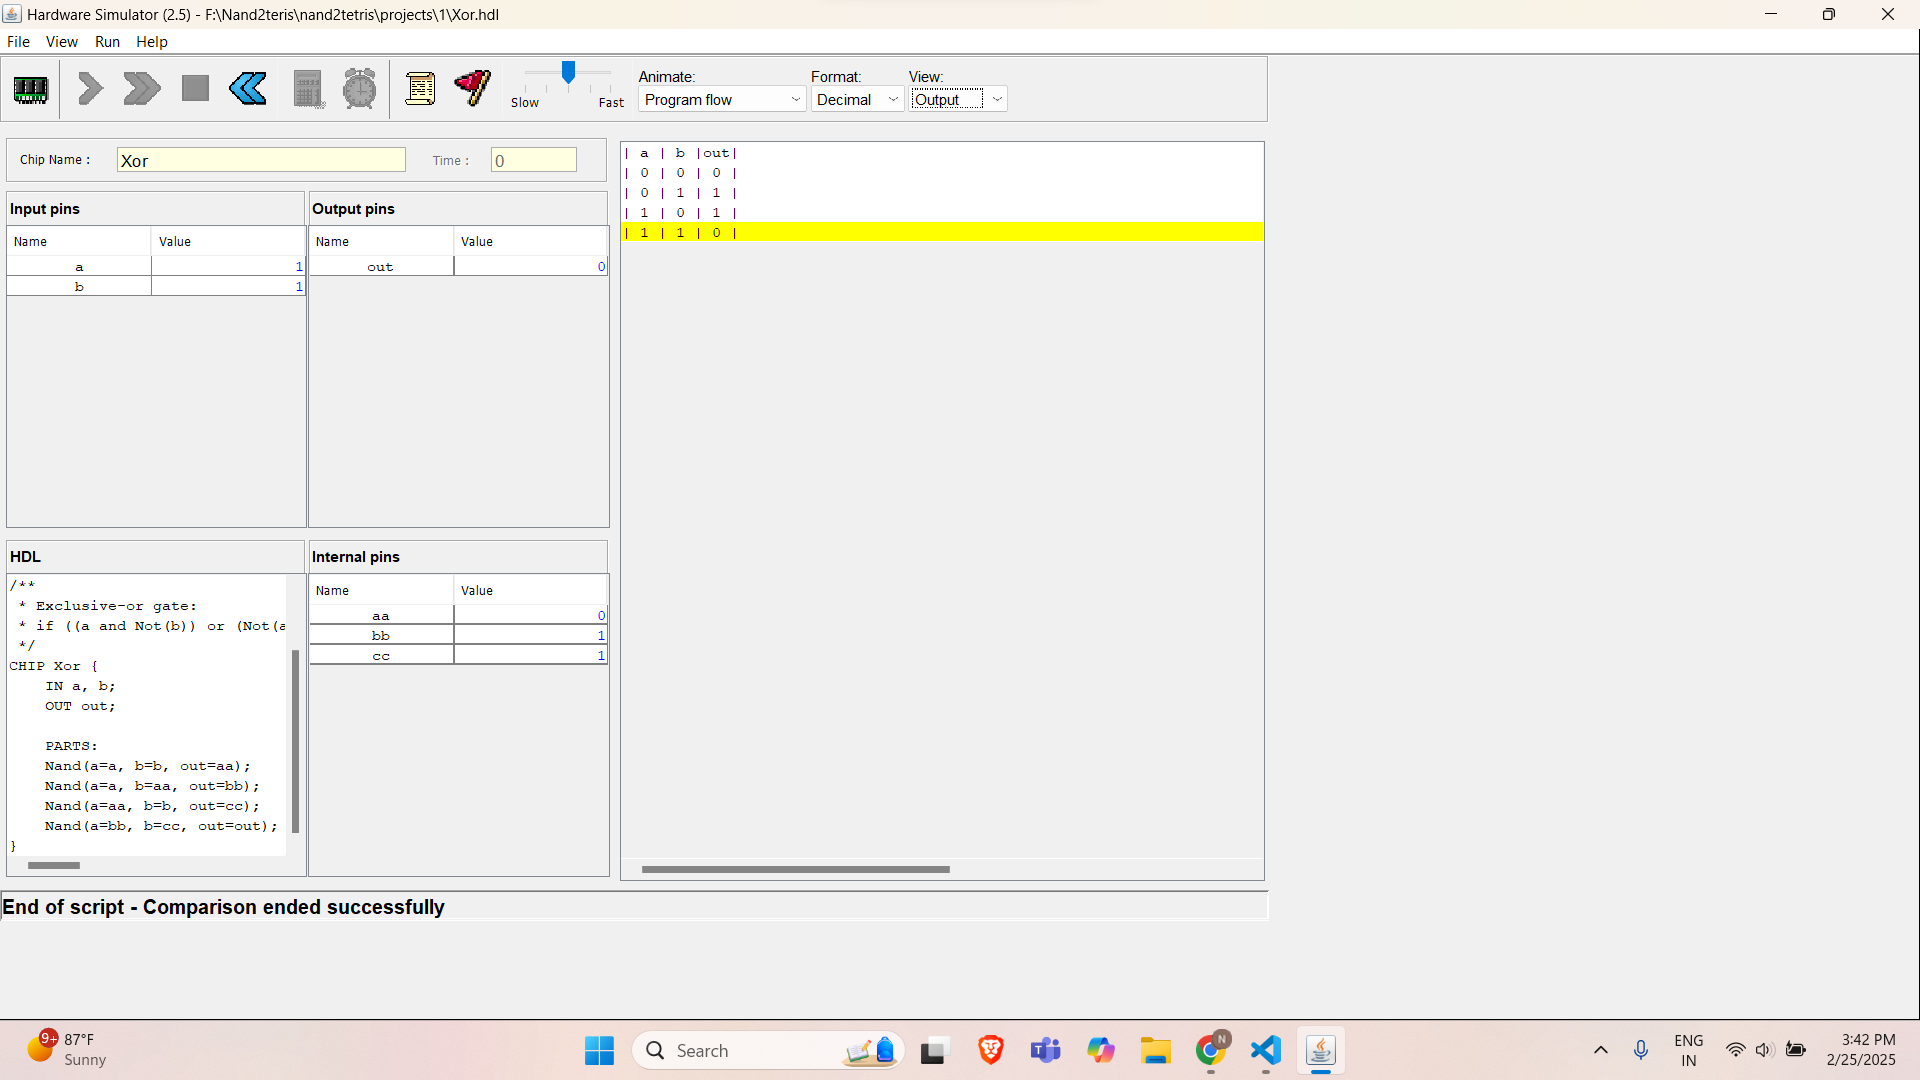 Hardware Simulator (2.5) - F:\Nand2teris\nand2tetris\projects\1\Xor.hdl
File View Run Help
Animate: Format: View:
Slow Fast Program flow Decimal Output
Chip Name : Xor Time : 0
Input pins
Name Value
a 1
b 1
Output pins
Name Value
out 0
| a | b |out|
| 0 | 0 | 0 |
| 0 | 1 | 1 |
| 1 | 0 | 1 |
| 1 | 1 | 0 |
HDL
/**
* Exclusive-or gate:
* if ((a and Not(b)) or (Not(a
*/
CHIP Xor {
IN a, b;
OUT out;
PARTS:
Nand(a=a, b=b, out=aa);
Nand(a=a, b=aa, out=bb);
Nand(a=aa, b=b, out=cc);
Nand(a=bb, b=cc, out=out);
}
Internal pins
Name Value
aa 0
bb 1
cc 1
End of script - Comparison ended successfully
9+ 87°F
Sunny
Search
N
ENG
IN
3:42 PM
2/25/2025